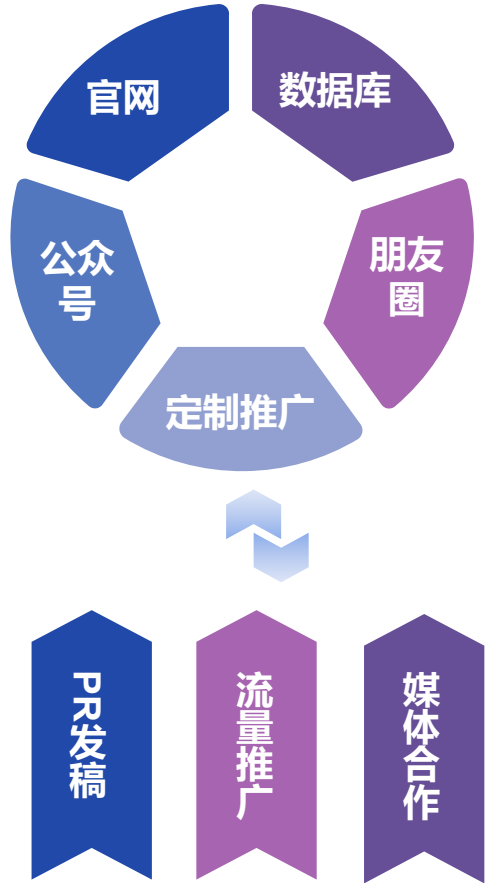 官网
数据库
公众
号
朋友
圈
定制推广
PR发稿
流量推广
媒体合作